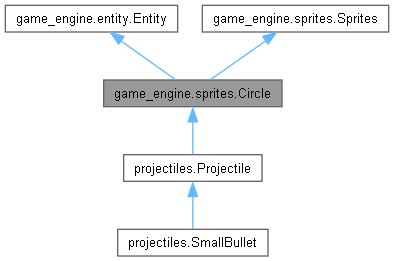 game_engine.entity.Entity
game_engine.sprites.Sprites
game_engine.sprites.Circle
projectiles.Projectile
projectiles.SmallBullet